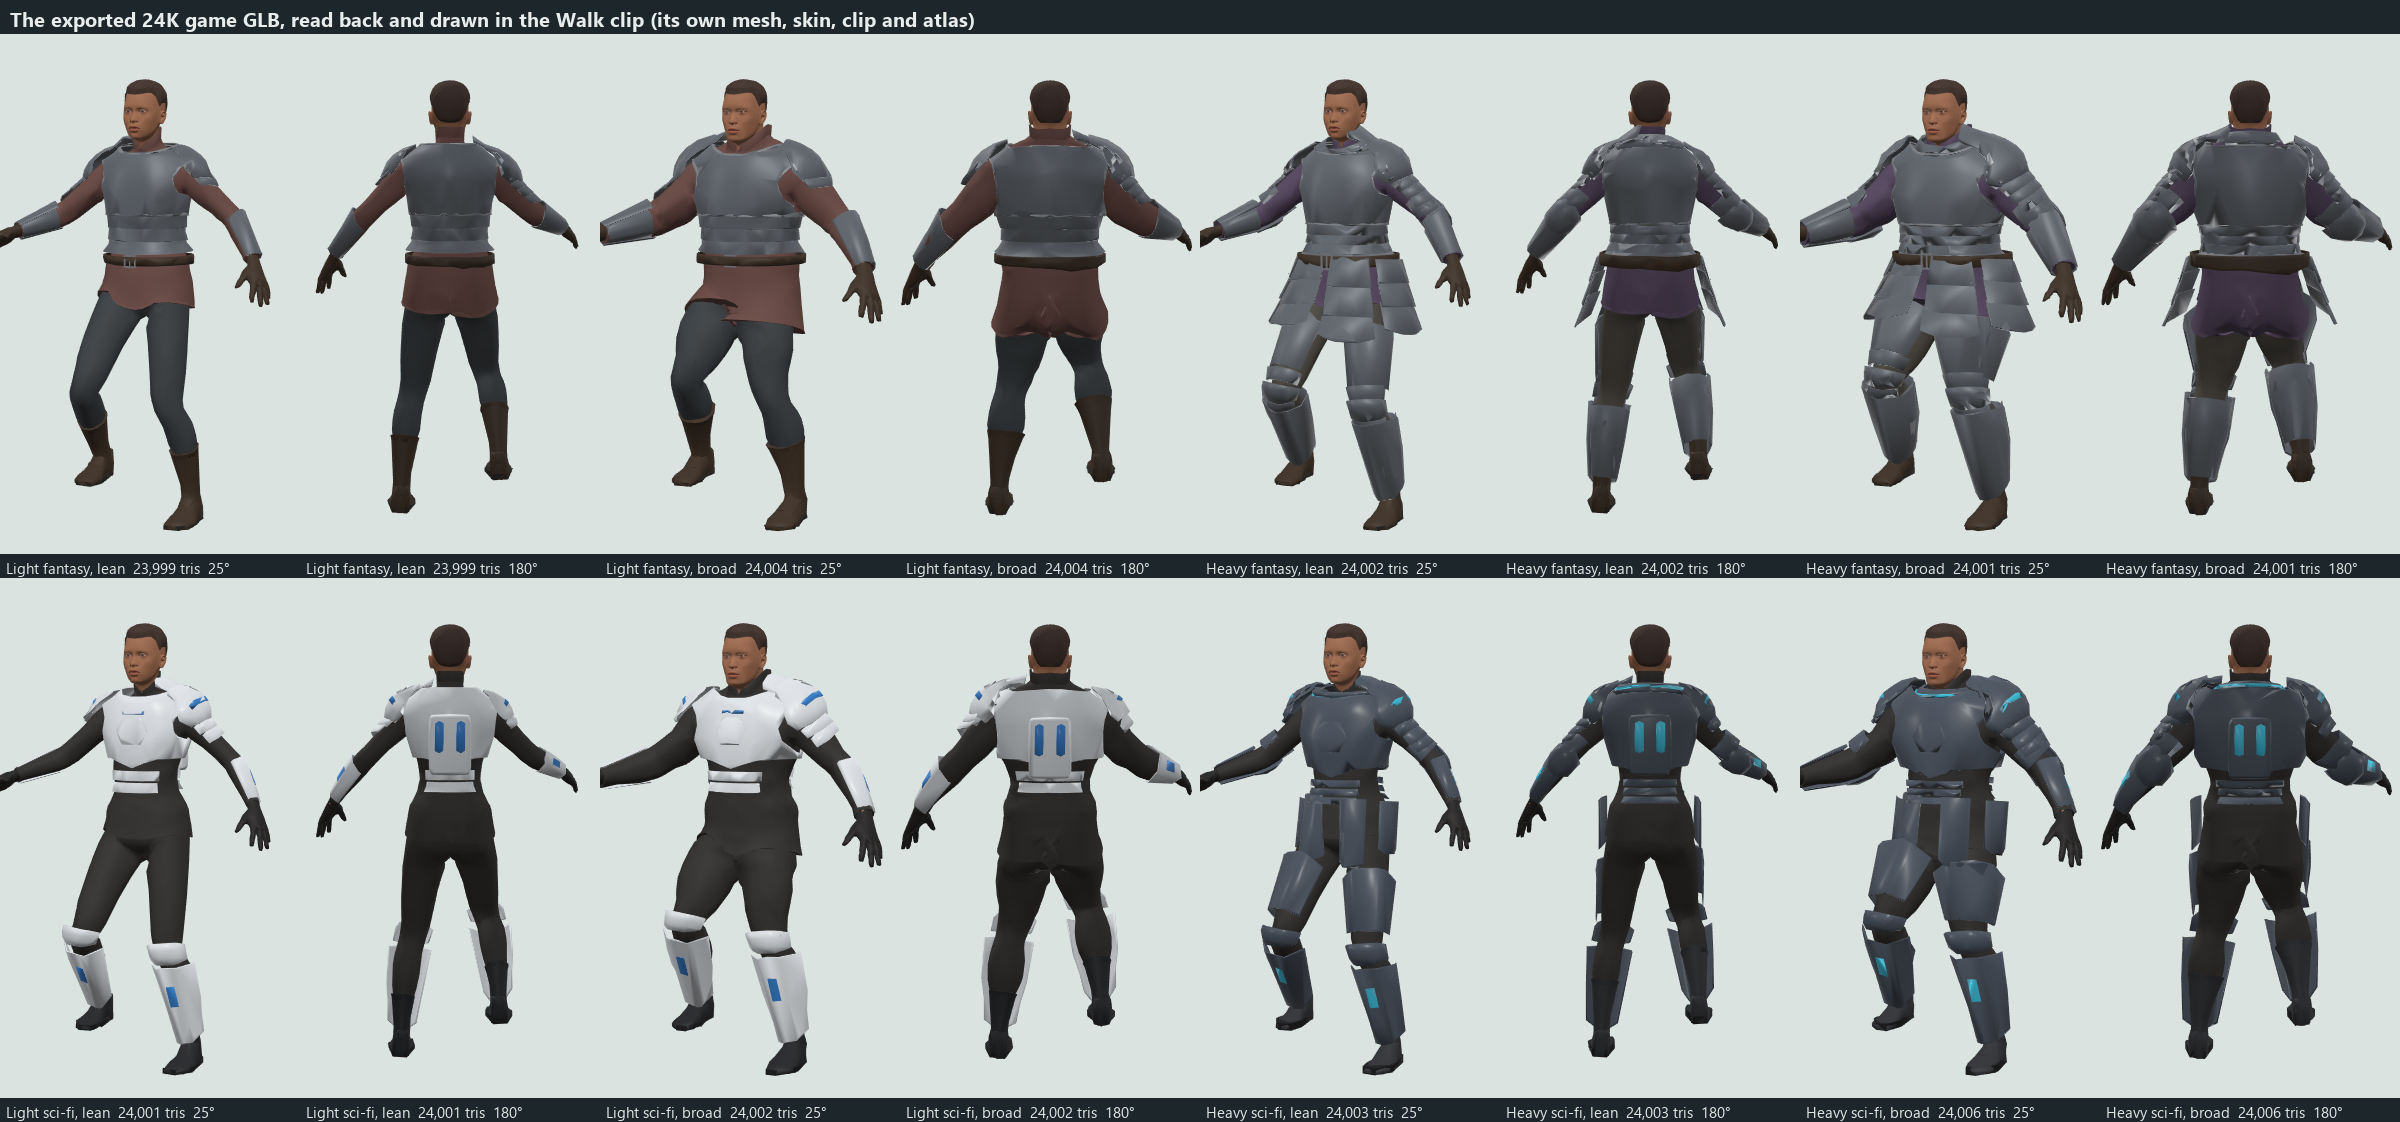 The exported 24K game GLB, read back and drawn in the Walk clip (its own mesh, skin, clip and atlas)
Light fantasy, lean 23,999 tris 25°
Light fantasy, lean 23,999 tris 180°
Light fantasy, broad 24,004 tris 25°
Light fantasy, broad 24,004 tris 180°
Heavy fantasy, lean 24,002 tris 25°
Heavy fantasy, lean 24,002 tris 180°
Heavy fantasy, broad 24,001 tris 25°
Heavy fantasy, broad 24,001 tris 180°
Light sci-fi, lean 24,001 tris 25°
Light sci-fi, lean 24,001 tris 180°
Light sci-fi, broad 24,002 tris 25°
Light sci-fi, broad 24,002 tris 180°
Heavy sci-fi, lean 24,003 tris 25°
Heavy sci-fi, lean 24,003 tris 180°
Heavy sci-fi, broad 24,006 tris 25°
Heavy sci-fi, broad 24,006 tris 180°